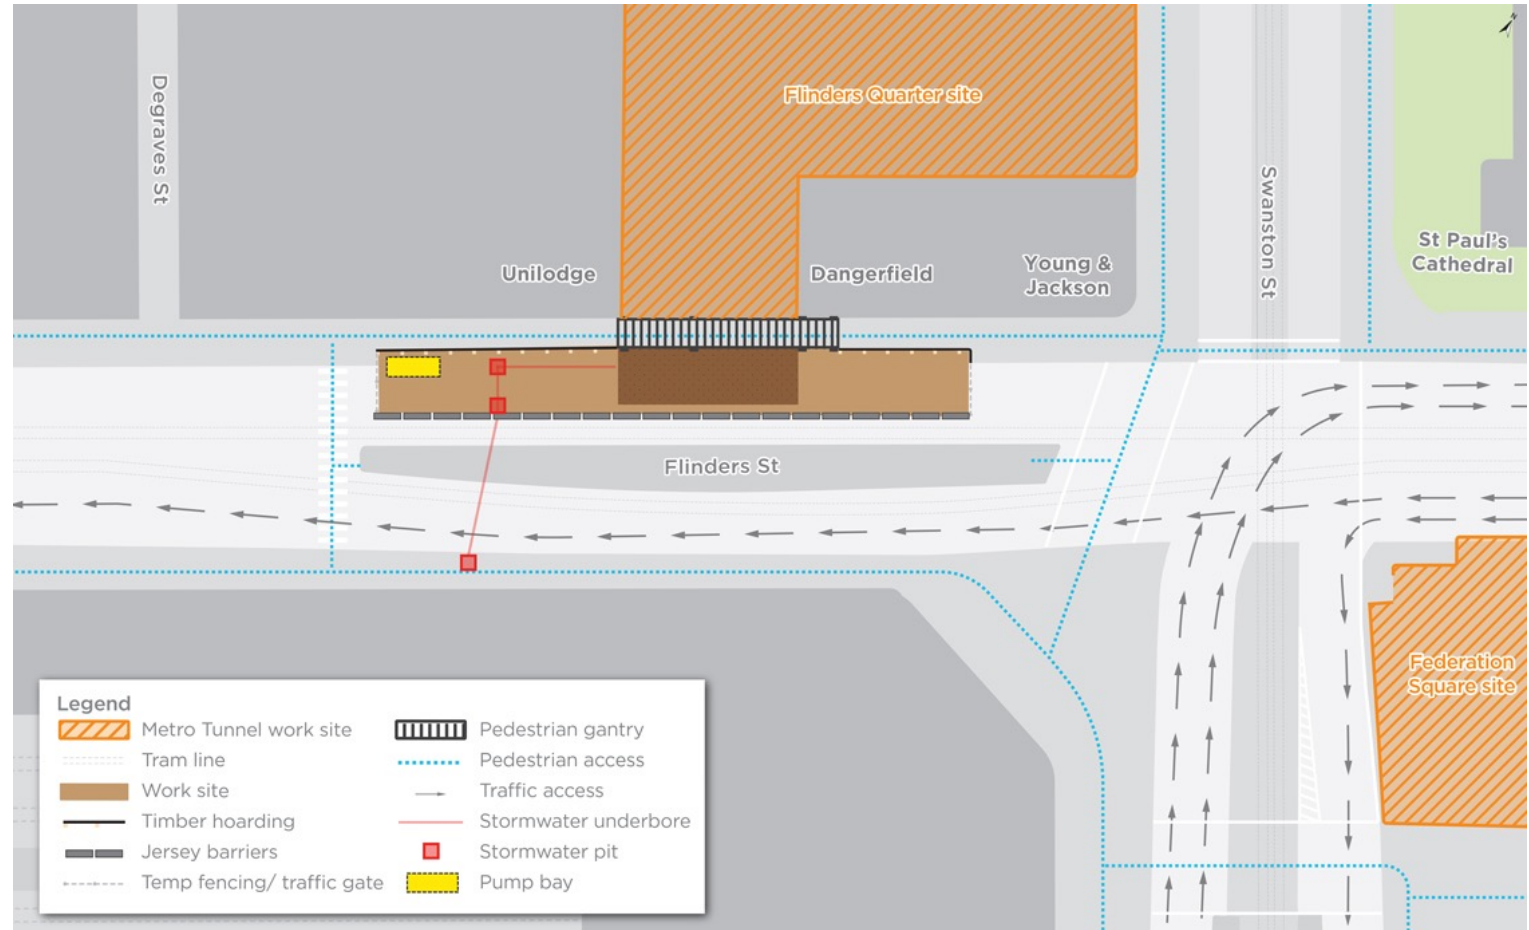 Degraves St
Flinders Quarter site
Swanston St
Unilodge
Dangerfield
Young &
Jackson
St Paul's
Cathedral
Flinders St
Federation
Square site
Legend
Metro Tunnel work site
Tram line
Work site
Timber hoarding
Jersey barriers
Temp fencing/ traffic gate
Pedestrian gantry
Pedestrian access
Traffic access
Stormwater underbore
Stormwater pit
Pump bay